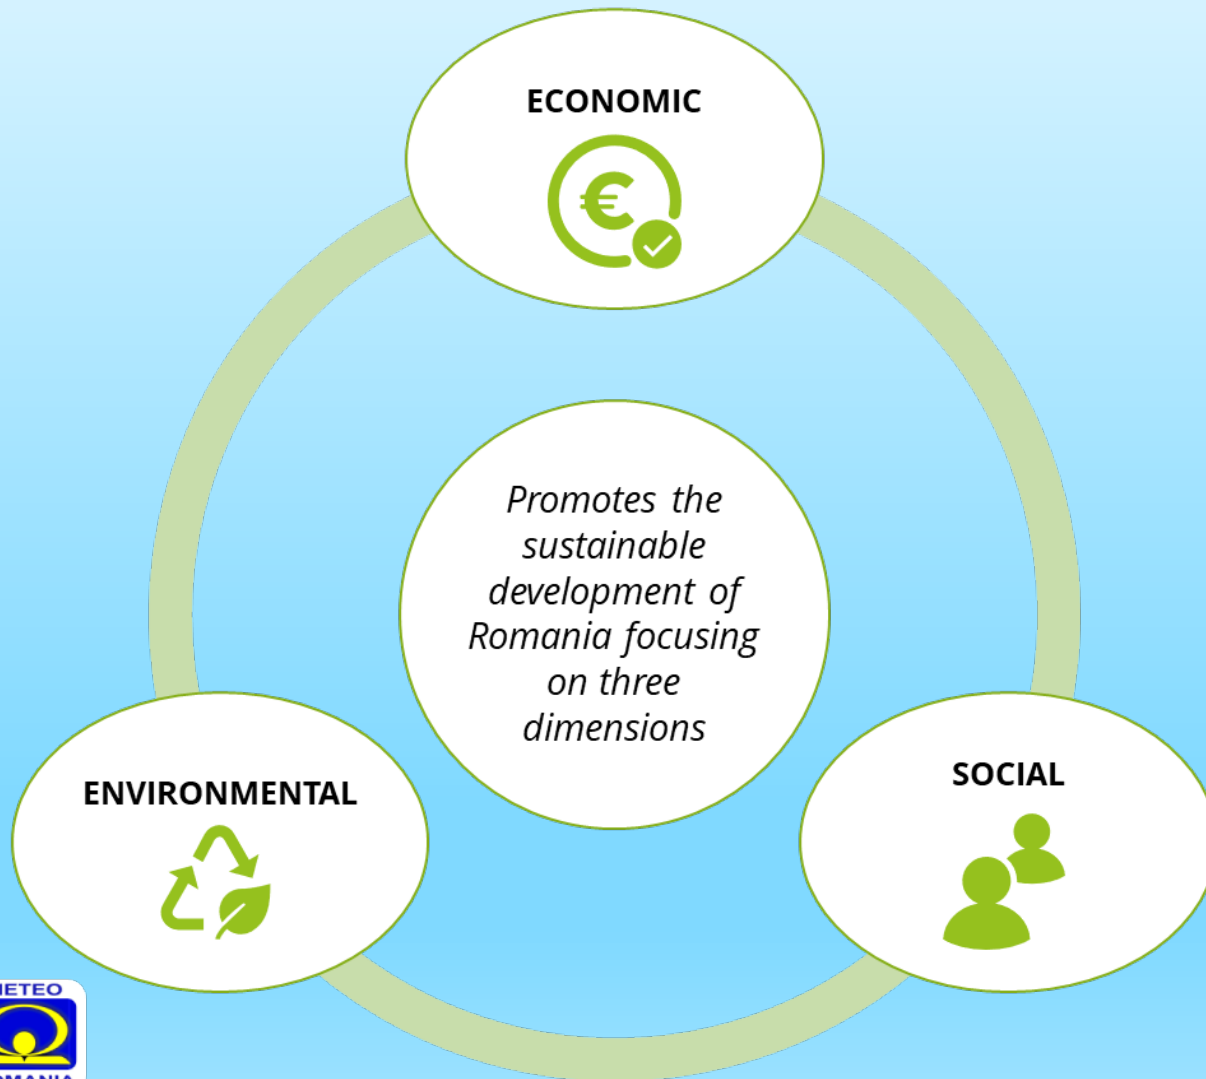 ECONOMIC
€
Promotes the
sustainable
development of
Romania focusing
on three
dimensions
ENVIRONMENTAL
SOCIAL